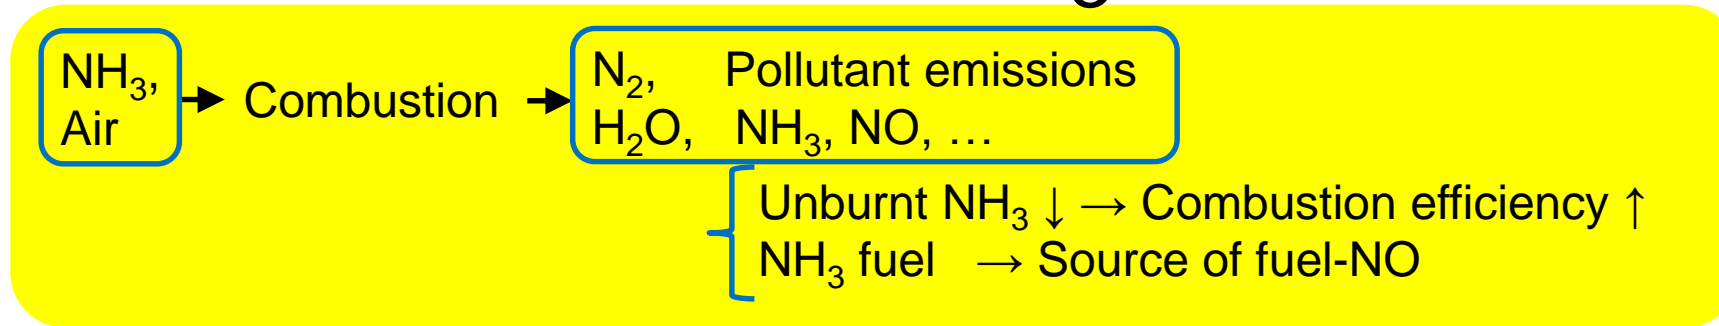 NH₃, Air → Combustion → N₂, Pollutant emissions
H₂O, NH₃, NO, …
Unburnt NH₃ ↓ → Combustion efficiency ↑
NH₃ fuel → Source of fuel-NO